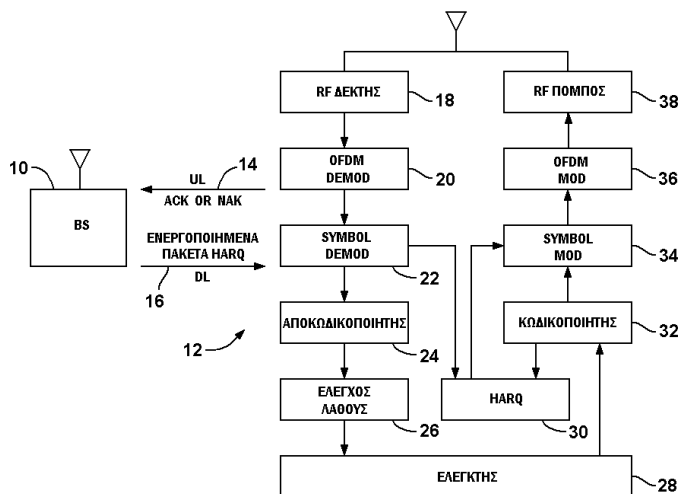 RF ΔΕΚΤΗΣ
18
RF ΠΟΜΠΟΣ
38
10
UL
14
ACK OR NAK
BS
ΕΝΕΡΓΟΠΟΙΗΜΕΝΑ
ΠΑΚΕΤΑ HARQ
16
DL
OFDM
DEMOD
20
OFDM
MOD
36
SYMBOL
DEMOD
22
SYMBOL
MOD
34
12
ΑΠΟΚΩΔΙΚΟΠΟΙΗΤΗΣ
24
ΚΩΔΙΚΟΠΟΙΗΤΗΣ
32
ΕΛΕΓΧΟΣ
ΛΑΘΟΥΣ
26
HARQ
30
ΕΛΕΓΚΤΗΣ
28